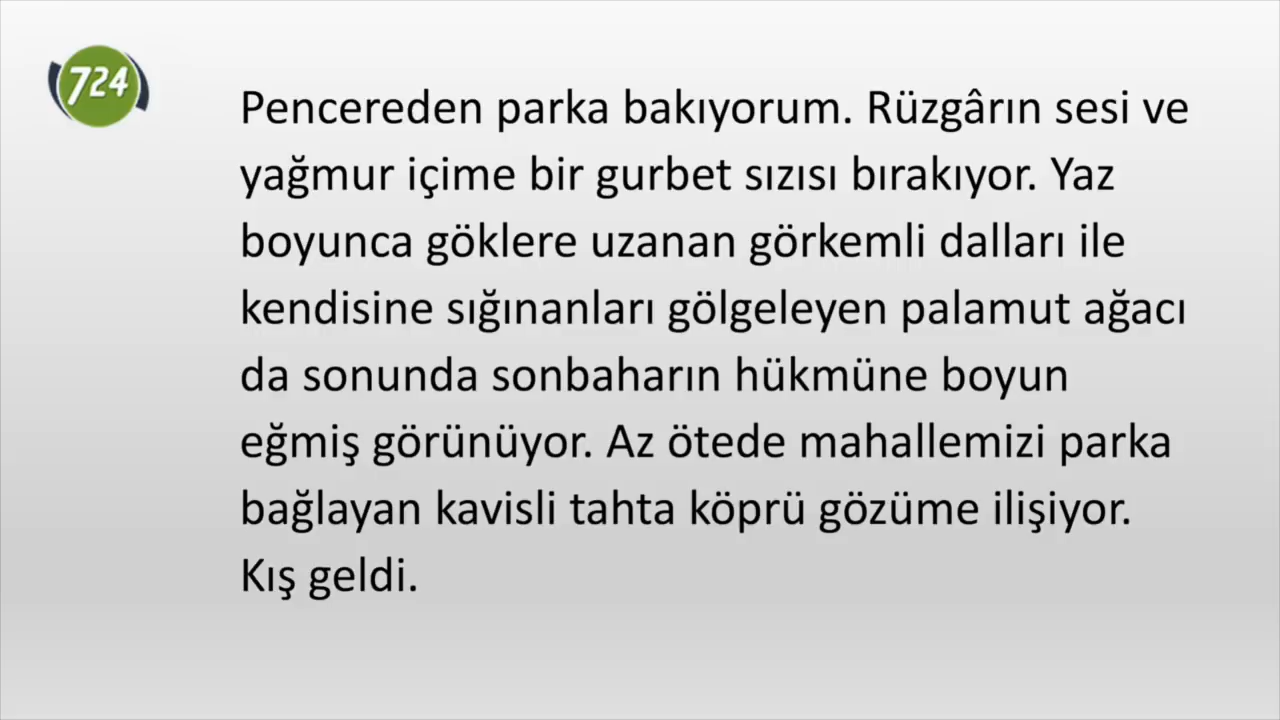 724
Pencereden parka bakıyorum. Rüzgârın sesi ve
yağmur içime bir gurbet sızısı bırakıyor. Yaz
boyunca göklere uzanan görkemli dalları ile
kendisine sığınanları gölgeleyen palamut ağacı
da sonunda sonbaharın hükmüne boyun
eğmiş görünüyor. Az ötede mahallemizi parka
bağlayan kavisli tahta köprü gözüme ilişiyor.
Kış geldi.